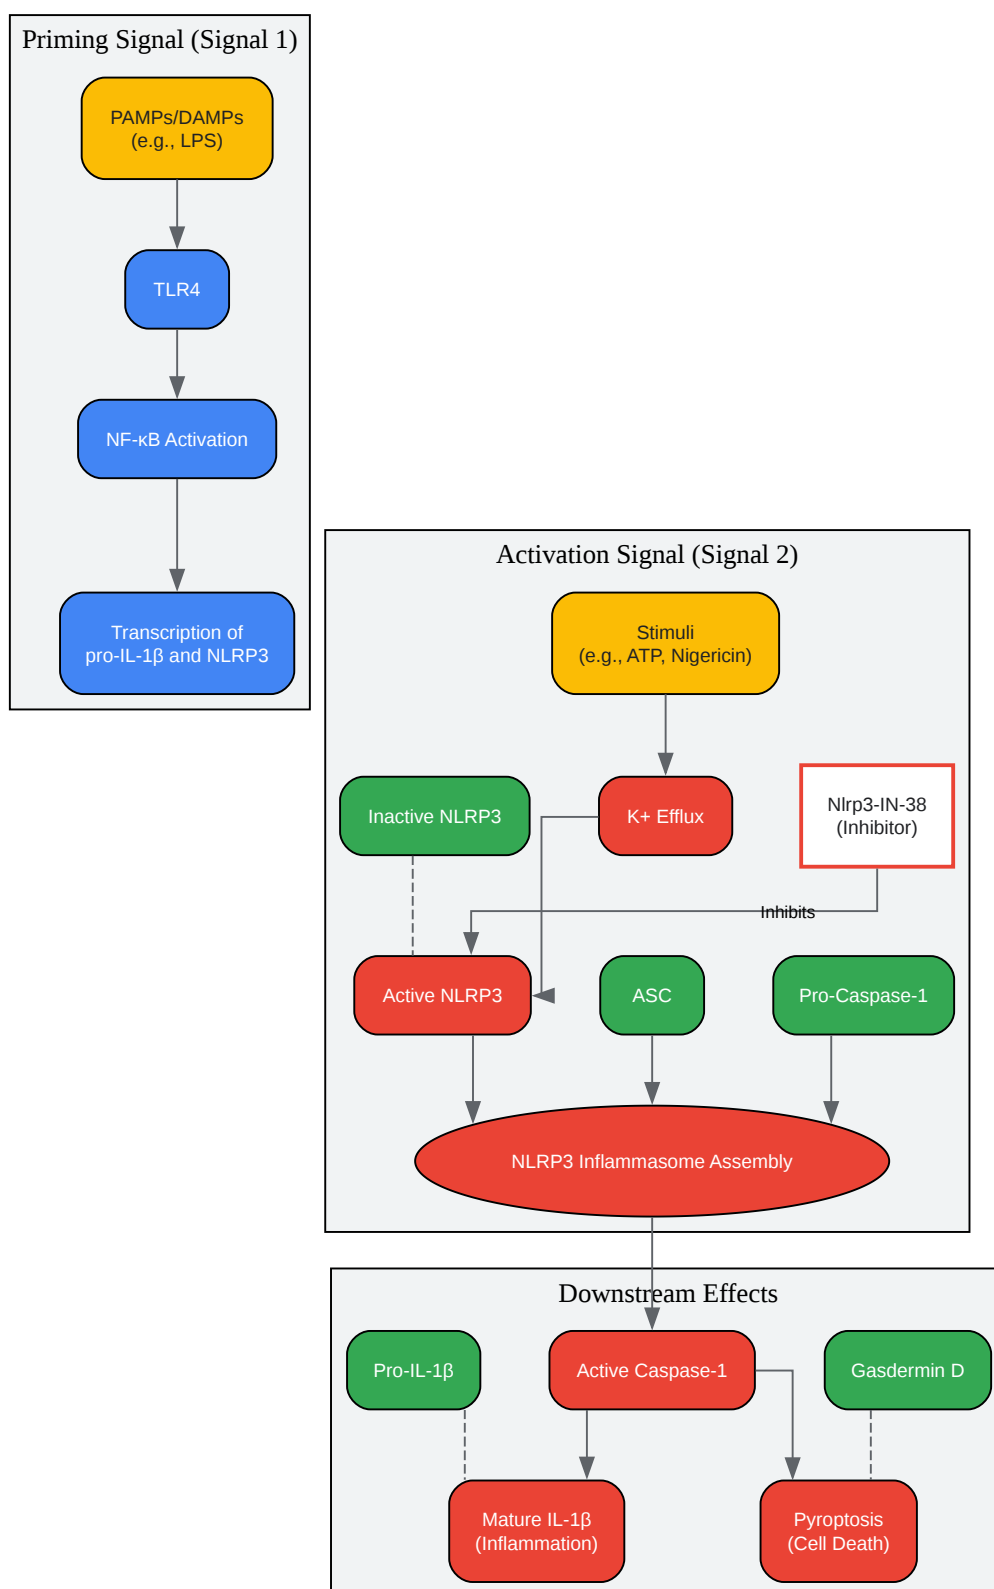 Priming Signal (Signal 1)
PAMPs/DAMPs
(e.g., LPS)
TLR4
NF-κB Activation
Transcription of
pro-IL-1β and NLRP3
Activation Signal (Signal 2)
Stimuli
(e.g., ATP, Nigericin)
Inactive NLRP3
K+ Efflux
Nlrp3-IN-38
(Inhibitor)
Inhibits
Active NLRP3
ASC
Pro-Caspase-1
NLRP3 Inflammasome Assembly
Downstream Effects
Pro-IL-1β
Active Caspase-1
Gasdermin D
Mature IL-1β
(Inflammation)
Pyroptosis
(Cell Death)